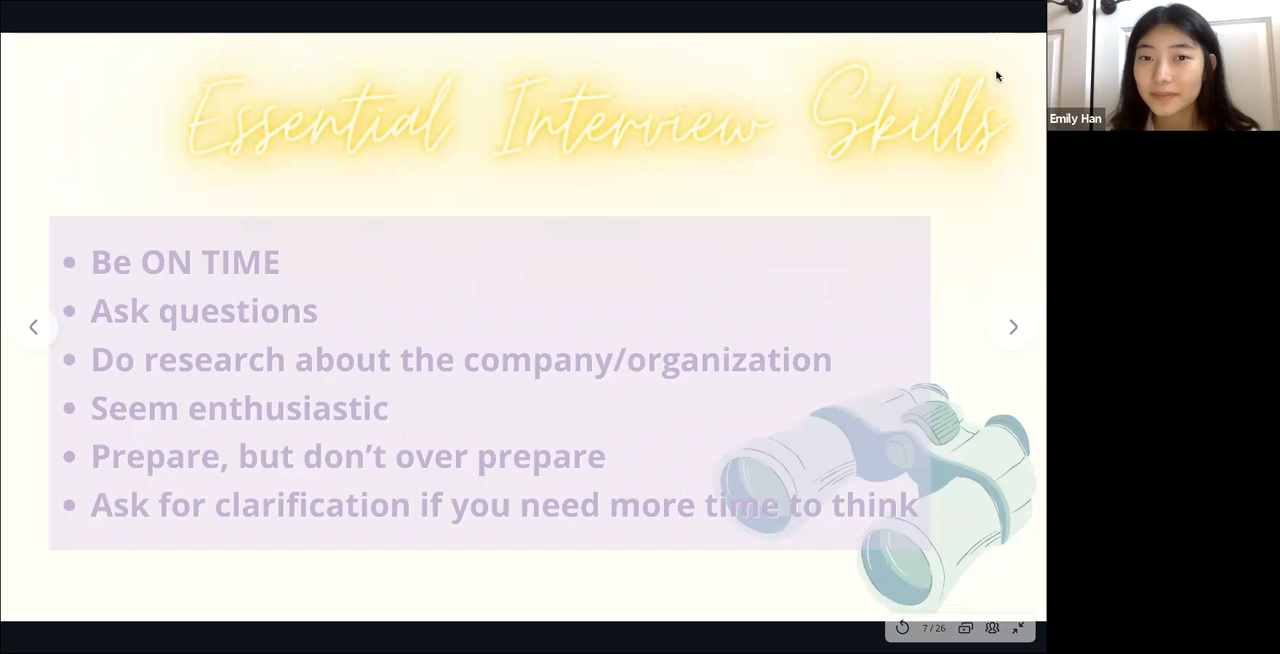 Essential Interview Skills
Emily Han
• Be ON TIME
• Ask questions
• Do research about the company/organization
• Seem enthusiastic
• Prepare, but don’t over prepare
• Ask for clarification if you need more time to think
7 / 26